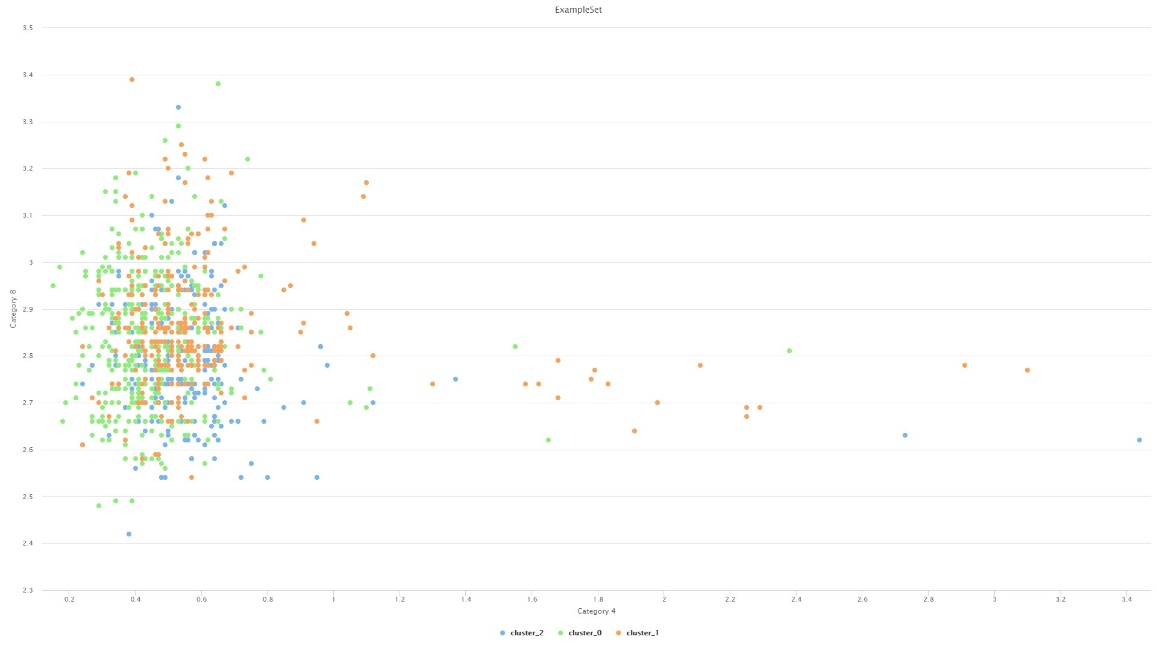 ExampleSet
3.5
3.4
3.3
3.2
3.1
3
2.9
2.8
2.7
2.6
2.5
2.4
2.3
Category 8
0.2 0.4 0.6 0.8 1 1.2 1.4 1.6 1.8 2 2.2 2.4 2.6 2.8 3 3.2 3.4
Category 4
cluster_2 cluster_0 cluster_1